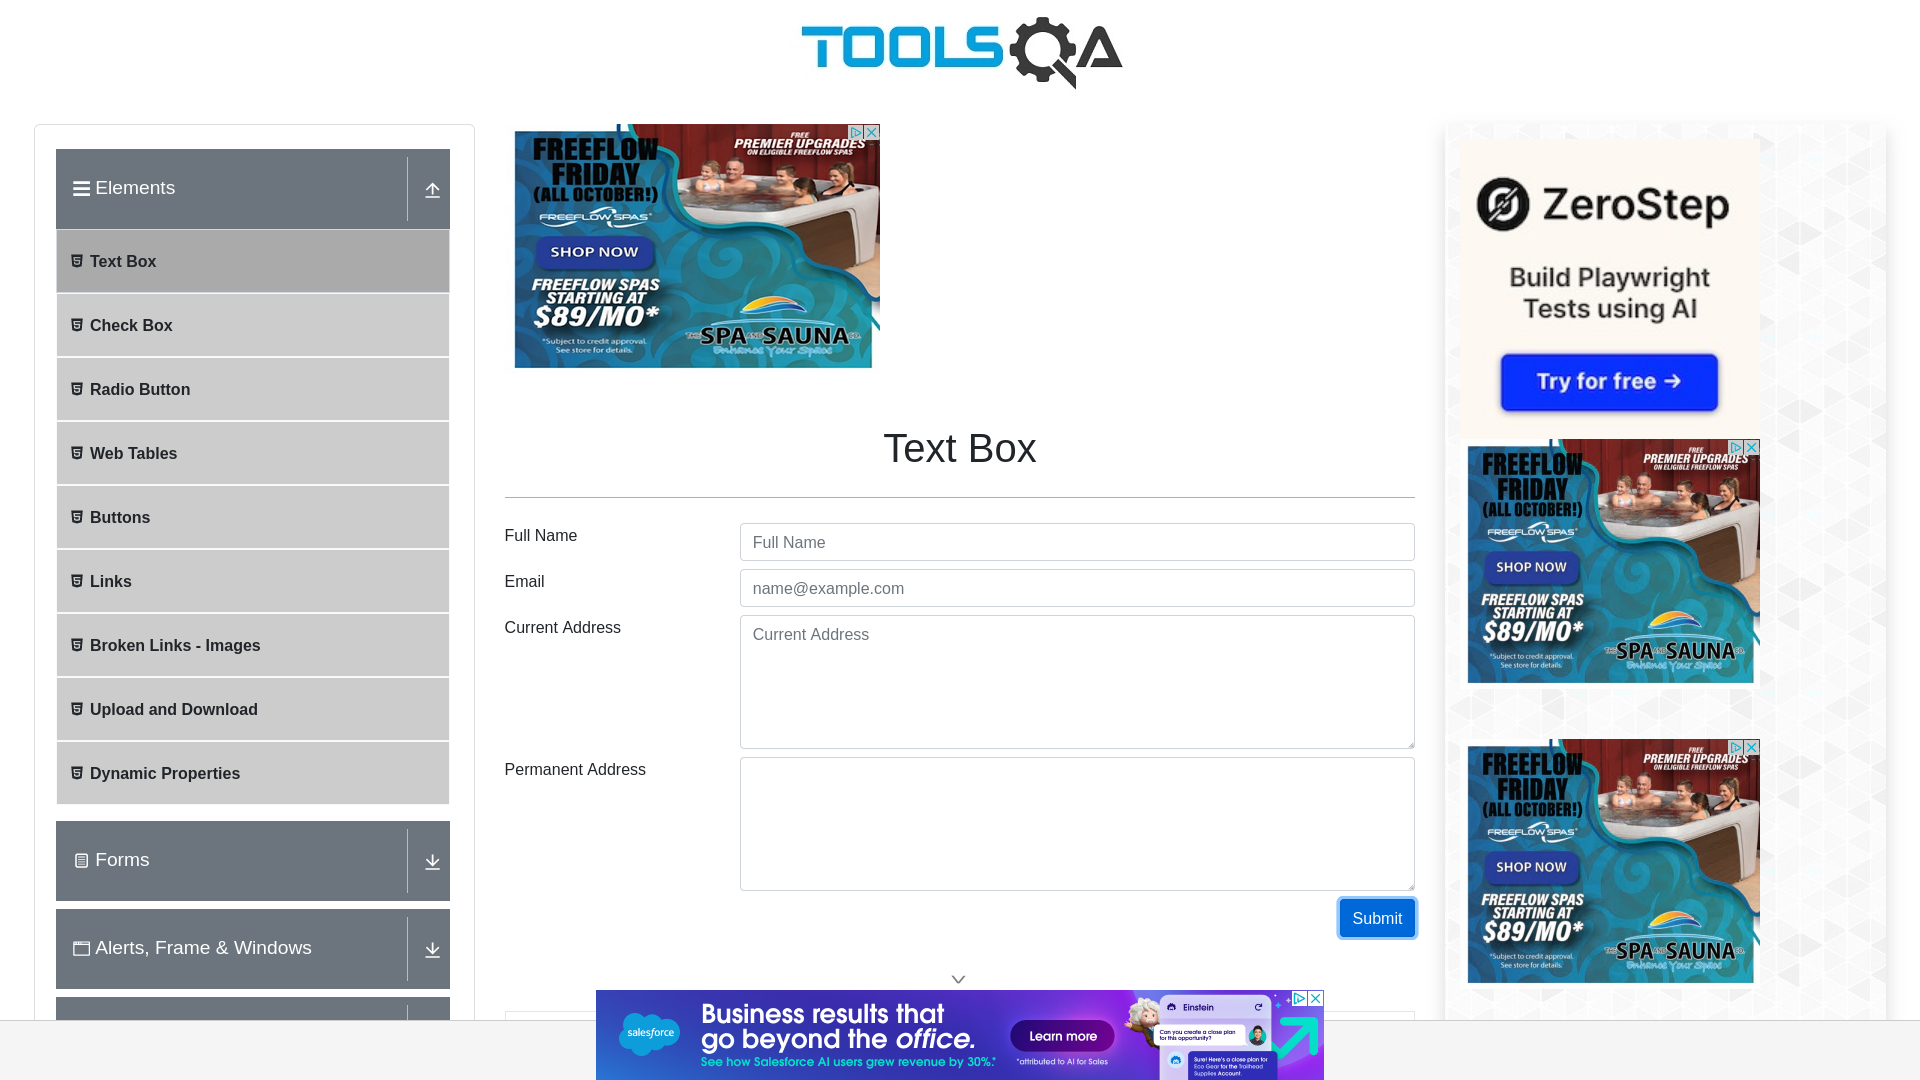 TOOLSQA
Elements
Text Box
Check Box
Radio Button
Web Tables
Buttons
Links
Broken Links - Images
Upload and Download
Dynamic Properties
Forms
Alerts, Frame & Windows
FREEFLOW
FRIDAY
(ALL OCTOBER!)
FREEFLOW SPAS
SHOP NOW
FREEFLOW SPAS
STARTING AT
$89/MO*
*Subject to credit approval.
See store for details.
FREE
PREMIER UPGRADES
ON ELIGIBLE FREEFLOW SPAS
THE SPA AND SAUNA CO.
Enhance Your Space
Text Box
Full Name
Full Name
Email
name@example.com
Current Address
Current Address
Permanent Address
Submit
ZeroStep
Build Playwright
Tests using AI
Try for free →
FREEFLOW
FRIDAY
(ALL OCTOBER!)
FREEFLOW SPAS
SHOP NOW
FREEFLOW SPAS
STARTING AT
$89/MO*
*Subject to credit approval.
See store for details.
FREE
PREMIER UPGRADES
ON ELIGIBLE FREEFLOW SPAS
THE SPA AND SAUNA CO.
Enhance Your Space
FREEFLOW
FRIDAY
(ALL OCTOBER!)
FREEFLOW SPAS
SHOP NOW
FREEFLOW SPAS
STARTING AT
$89/MO*
*Subject to credit approval.
See store for details.
FREE
PREMIER UPGRADES
ON ELIGIBLE FREEFLOW SPAS
THE SPA AND SAUNA CO.
Enhance Your Space
salesforce
Business results that
go beyond the office.
See how Salesforce AI users grew revenue by 30%.*
Learn more
*attributed to AI for Sales
Einstein
Can you create a close plan
for this opportunity?
Sure! Here's a close plan for
Eco Gear for the Trailhead
Supplies Account.